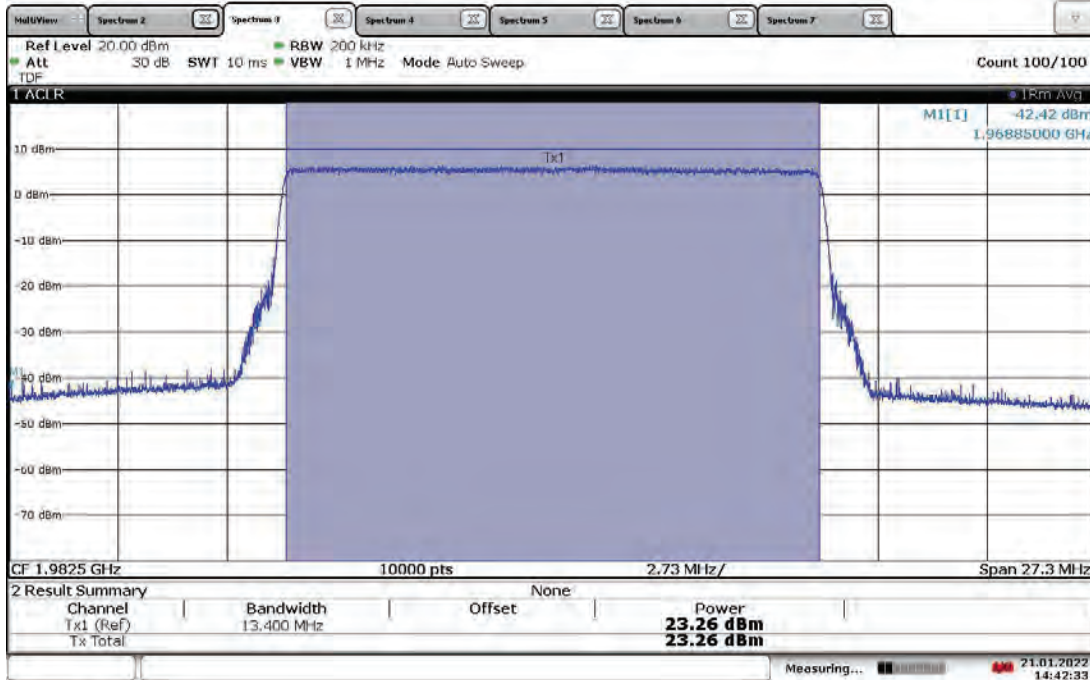 MultiView Spectrum 2 Spectrum 3 Spectrum 4 Spectrum 5 Spectrum 6 Spectrum 7
Ref Level 20.00 dBm RBW 200 kHz
Att 30 dB SWT 10 ms VBW 1 MHz Mode Auto Sweep Count 100/100
TDF
1 ACLR 1Rm Avg
M1[1] -42.42 dBm
1.96885000 GHz
10 dBm
Tx1
0 dBm
-10 dBm
-20 dBm
-30 dBm
M1
-40 dBm
-50 dBm
-60 dBm
-70 dBm
CF 1.9825 GHz 10000 pts 2.73 MHz/ Span 27.3 MHz
2 Result Summary None
Channel Bandwidth Offset Power
Tx1 (Ref) 13.400 MHz 23.26 dBm
Tx Total 23.26 dBm
Measuring... 21.01.2022
14:42:39